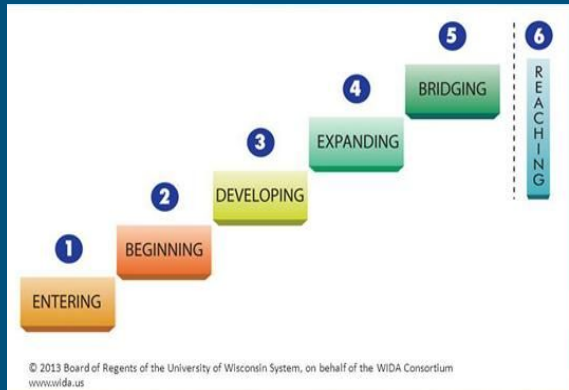 5
6
4
BRIDGING
REACHING
3
EXPANDING
2
DEVELOPING
1
BEGINNING
ENTERING
© 2013 Board of Regents of the University of Wisconsin System, on behalf of the WIDA Consortium
www.wida.us